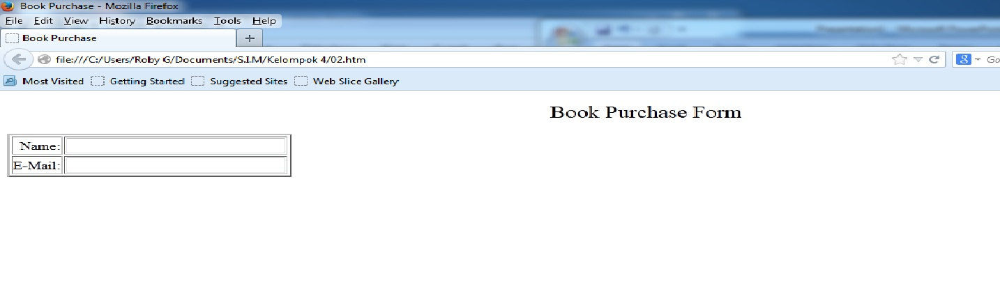 Book Purchase - Mozilla Firefox
File Edit View History Bookmarks Tools Help
Book Purchase +
file:///C:/Users/Roby G/Documents/S.I.M/Kelompok 4/02.htm
Most Visited Getting Started Suggested Sites Web Slice Gallery
Book Purchase Form
Name:
E-Mail: